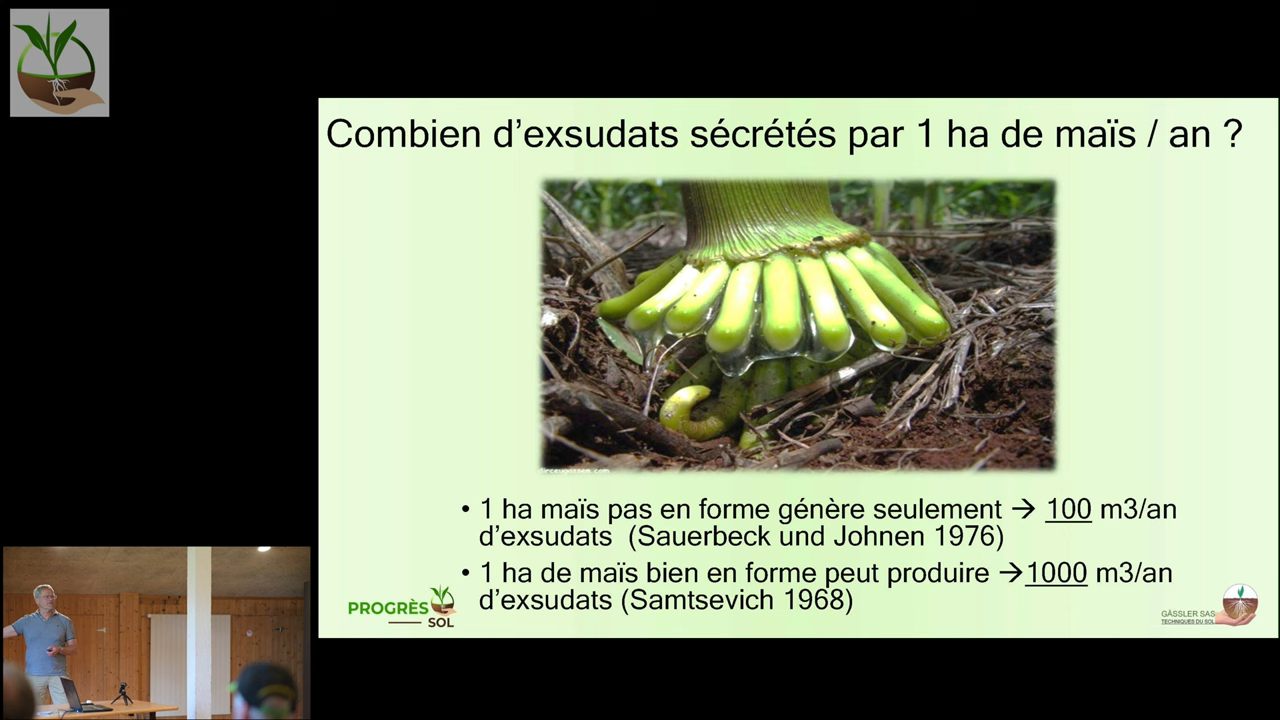 Combien d’exsudats sécrétés par 1 ha de maïs / an ?
• 1 ha maïs pas en forme génère seulement → 100 m3/an
d’exsudats (Sauerbeck und Johnen 1976)
• 1 ha de maïs bien en forme peut produire →1000 m3/an
d’exsudats (Samtsevich 1968)
PROGRÈS
SOL
GÄSSLER SAS
TECHNIQUES DU SOL